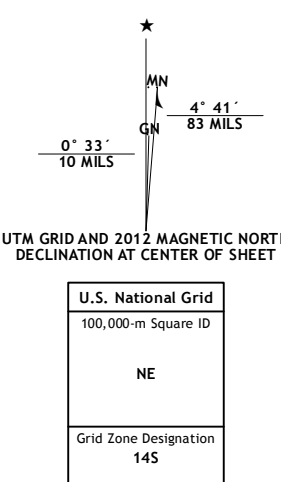 ★
MN
4° 41´
83 MILS
GN
0° 33´
10 MILS
UTM GRID AND 2012 MAGNETIC NORT
DECLINATION AT CENTER OF SHEET
U.S. National Grid
100,000-m Square ID
NE
Grid Zone Designation
14S